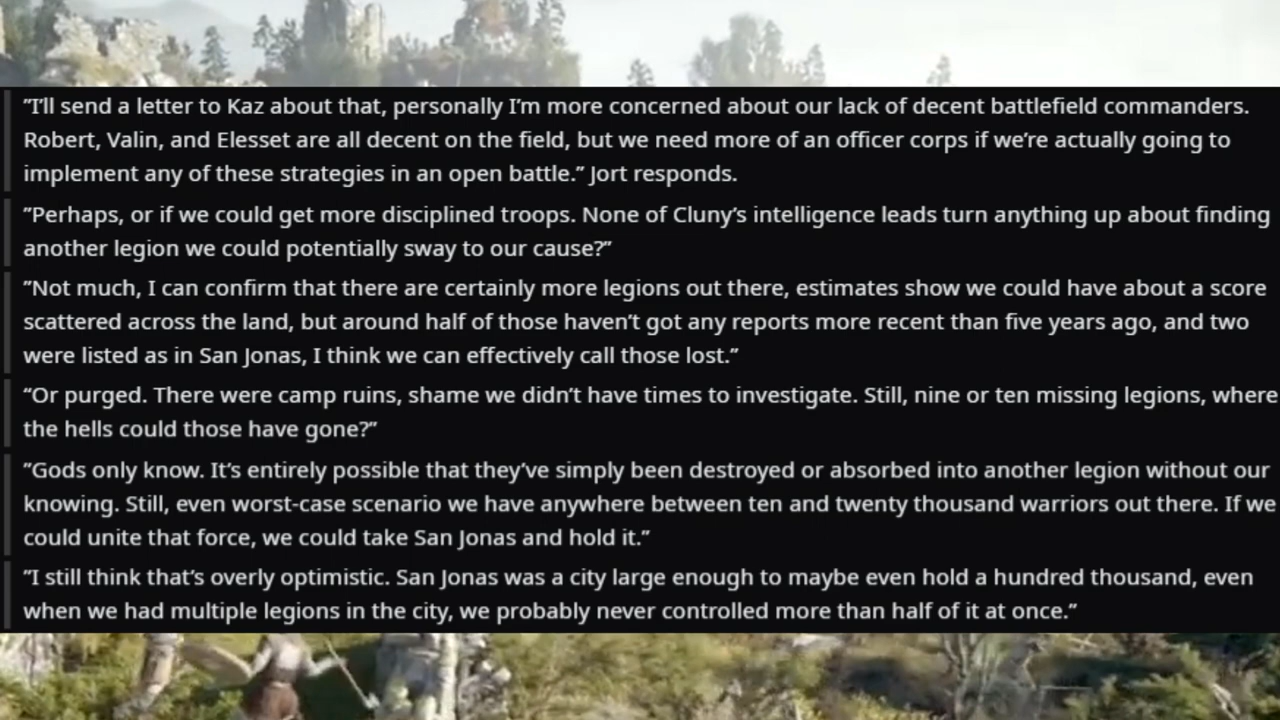 ”I’ll send a letter to Kaz about that, personally I’m more concerned about our lack of decent battlefield commanders.
Robert, Valin, and Elesset are all decent on the field, but we need more of an officer corps if we’re actually going to
implement any of these strategies in an open battle.” Jort responds.
”Perhaps, or if we could get more disciplined troops. None of Cluny’s intelligence leads turn anything up about finding
another legion we could potentially sway to our cause?”
”Not much, I can confirm that there are certainly more legions out there, estimates show we could have about a score
scattered across the land, but around half of those haven’t got any reports more recent than five years ago, and two
were listed as in San Jonas, I think we can effectively call those lost.”
“Or purged. There were camp ruins, shame we didn’t have times to investigate. Still, nine or ten missing legions, where
the hells could those have gone?”
”Gods only know. It’s entirely possible that they’ve simply been destroyed or absorbed into another legion without our
knowing. Still, even worst-case scenario we have anywhere between ten and twenty thousand warriors out there. If we
could unite that force, we could take San Jonas and hold it.”
”I still think that’s overly optimistic. San Jonas was a city large enough to maybe even hold a hundred thousand, even
when we had multiple legions in the city, we probably never controlled more than half of it at once.”